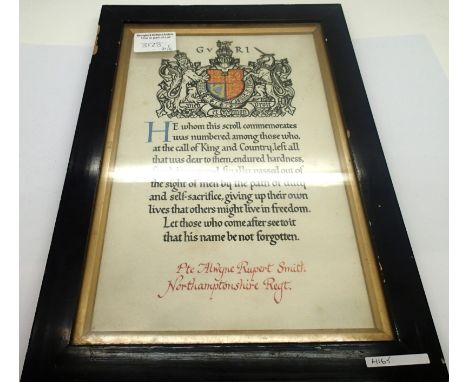 3123
GV RI
HE whom this scroll commemorates
was numbered among those who,
at the call of King and Country, left all
that was dear to them, endured hardness,
finally passed out of
the sight of men by the path of duty
and self-sacrifice, giving up their own
lives that others might live in freedom.
Let those who come after see to it
that his name be not forgotten.
Pte Alwyne Rupert Smith
Northamptonshire Regt.
A165